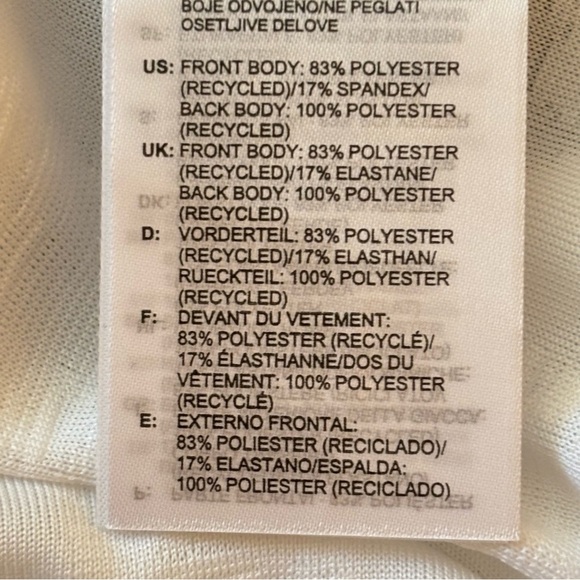 BOJE ODVOJENO/NE PEGLATI
OSETLJIVE DELOVE
US: FRONT BODY: 83% POLYESTER
(RECYCLED)/17% SPANDEX/
BACK BODY: 100% POLYESTER
(RECYCLED)
UK: FRONT BODY: 83% POLYESTER
(RECYCLED)/17% ELASTANE/
BACK BODY: 100% POLYESTER
(RECYCLED)
D: VORDERTEIL: 83% POLYESTER
(RECYCLED)/17% ELASTHAN/
RUECKTEIL: 100% POLYESTER
(RECYCLED)
F: DEVANT DU VETEMENT:
83% POLYESTER (RECYCLÉ)/
17% ÉLASTHANNE/DOS DU
VÊTEMENT: 100% POLYESTER
(RECYCLÉ)
E: EXTERNO FRONTAL:
83% POLIESTER (RECICLADO)/
17% ELASTANO/ESPALDA:
100% POLIESTER (RECICLADO)